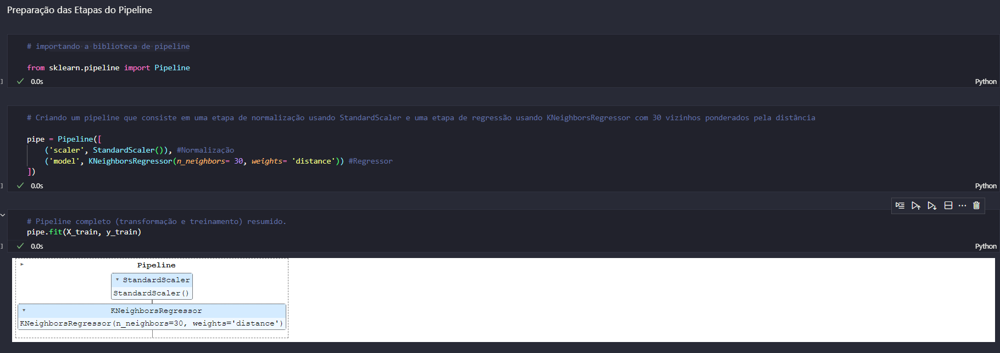 Preparação das Etapas do Pipeline
# importando a biblioteca de pipeline
from sklearn.pipeline import Pipeline
] ✓ 0.0s Python
# Criando um pipeline que consiste em uma etapa de normalização usando StandardScaler e uma etapa de regressão usando KNeighborsRegressor com 30 vizinhos ponderados pela distância
pipe = Pipeline([
('scaler', StandardScaler()), #Normalização
('model', KNeighborsRegressor(n_neighbors= 30, weights= 'distance')) #Regressor
])
] ✓ 0.0s Python
# Pipeline completo (transformação e treinamento) resumido.
pipe.fit(X_train, y_train)
] ✓ 0.0s Python
Pipeline
StandardScaler
StandardScaler()
KNeighborsRegressor
KNeighborsRegressor(n_neighbors=30, weights='distance')